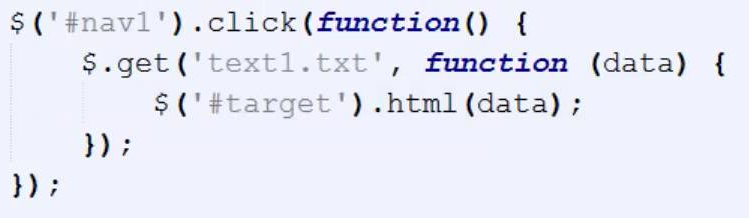 $('#nav1').click(function() {
    $.get('text1.txt', function (data) {
        $('#target').html(data);
    });
});